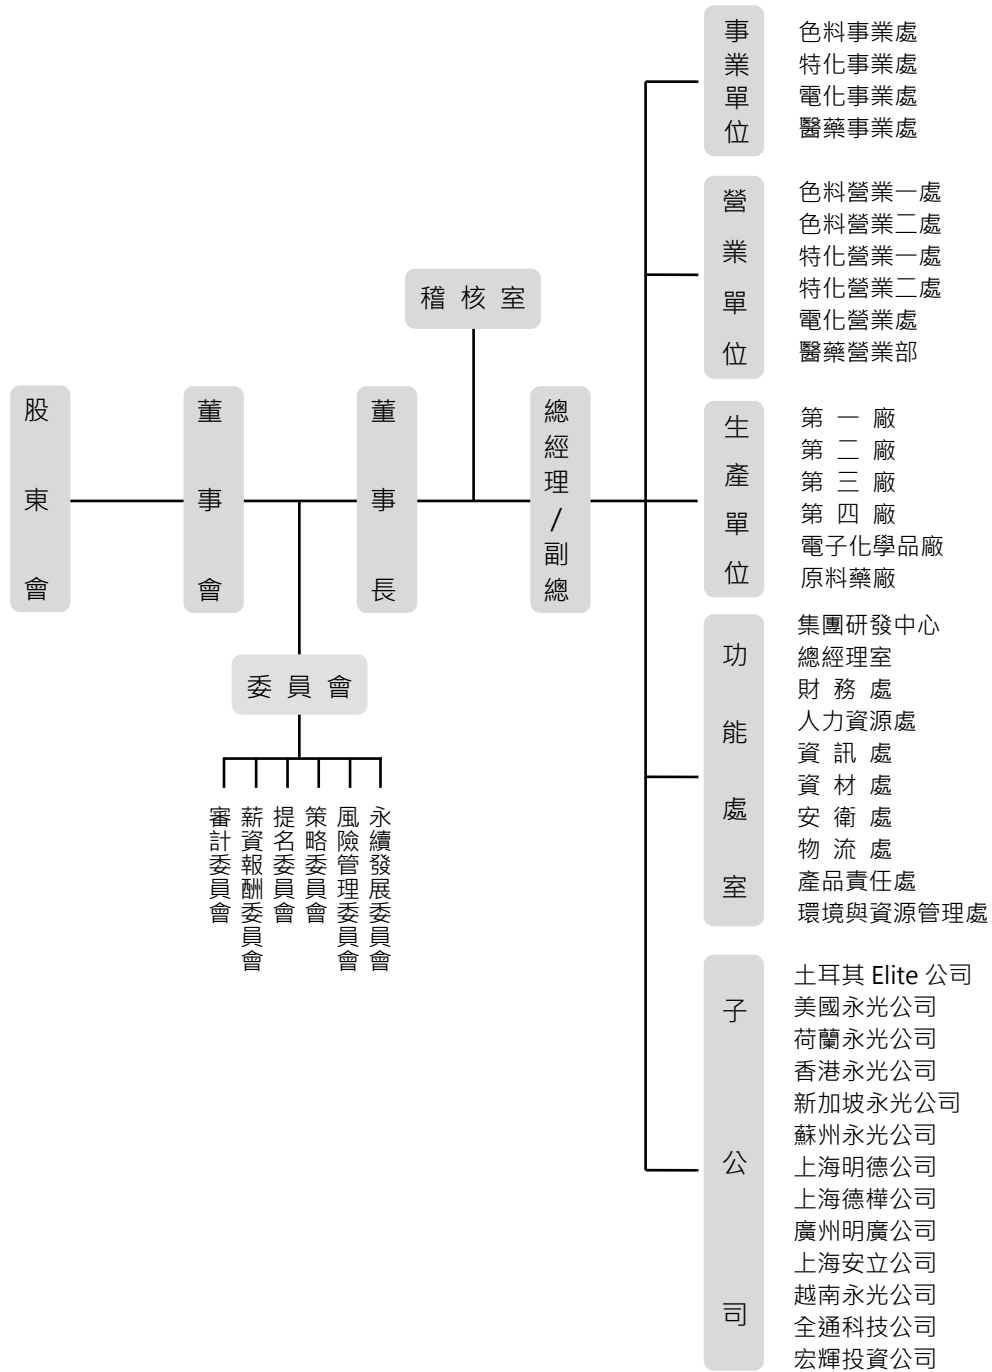 股東會
董事會
董事長
稽 核 室
總經理/副總
委 員 會
審計委員會
薪資報酬委員會
提名委員會
策略委員會
風險管理委員會
永續發展委員會
事業單位
色料事業處
特化事業處
電化事業處
醫藥事業處
營業單位
色料營業一處
色料營業二處
特化營業一處
特化營業二處
電化營業處
醫藥營業部
生產單位
第 一 廠
第 二 廠
第 三 廠
第 四 廠
電子化學品廠
原料藥廠
功能處室
集團研發中心
總經理室
財 務 處
人力資源處
資 訊 處
資 材 處
安 衛 處
物 流 處
產品責任處
環境與資源管理處
子公司
土耳其 Elite 公司
美國永光公司
荷蘭永光公司
香港永光公司
新加坡永光公司
蘇州永光公司
上海明德公司
上海德樺公司
廣州明廣公司
上海安立公司
越南永光公司
全通科技公司
宏輝投資公司